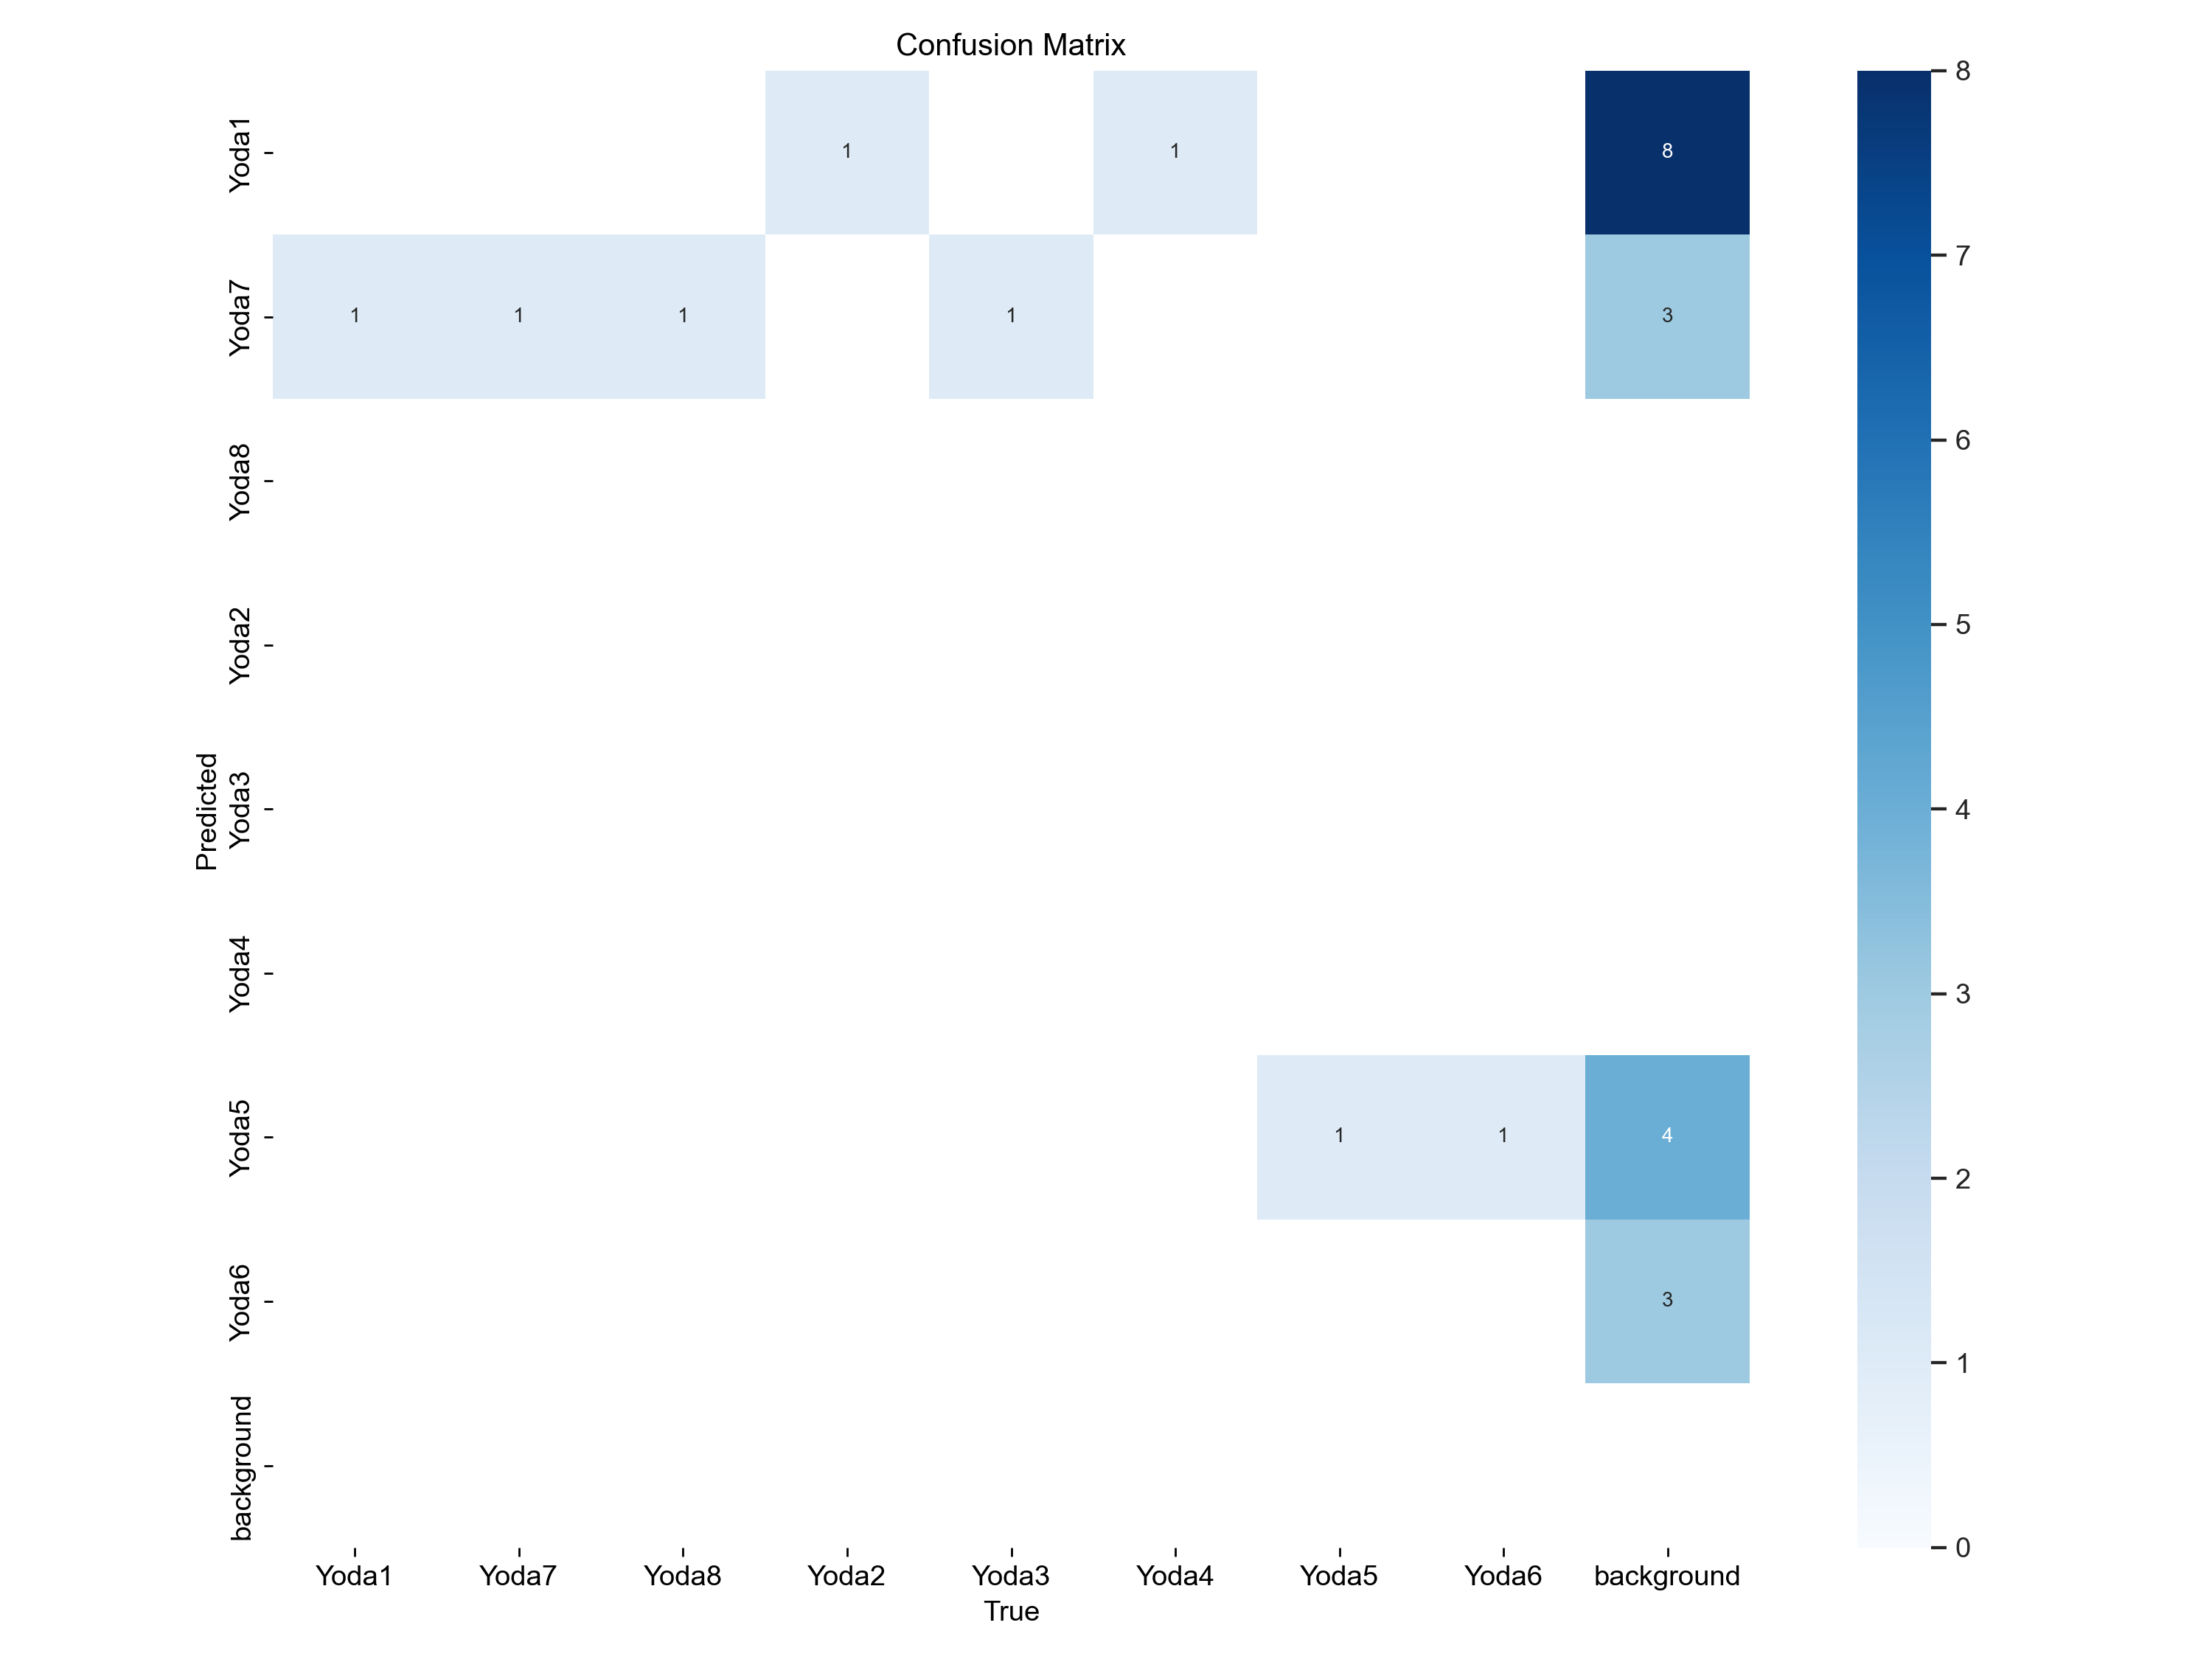 Confusion Matrix
Yoda1
1
1
8
8
7
Yoda7
1
1
1
1
3
6
Yoda8
5
Yoda2
Predicted
Yoda3
4
Yoda4
3
Yoda5
1
1
4
2
Yoda6
3
1
background
0
Yoda1 Yoda7 Yoda8 Yoda2 Yoda3 Yoda4 Yoda5 Yoda6 background
True